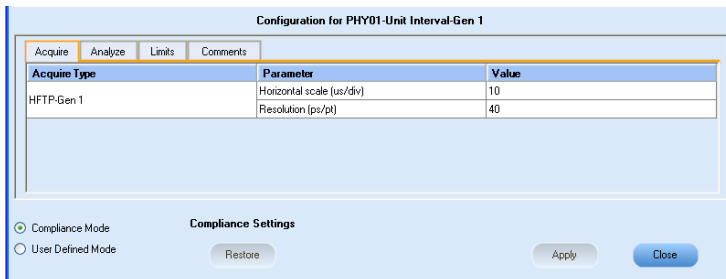 Configuration for PHY01-Unit Interval-Gen 1
Acquire Analyze Limits Comments
Acquire Type Parameter Value
HFTP-Gen 1
Horizontal scale (us/div) 10
Resolution (ps/pt) 40
Compliance Mode
Compliance Settings
User Defined Mode
Restore Apply Close